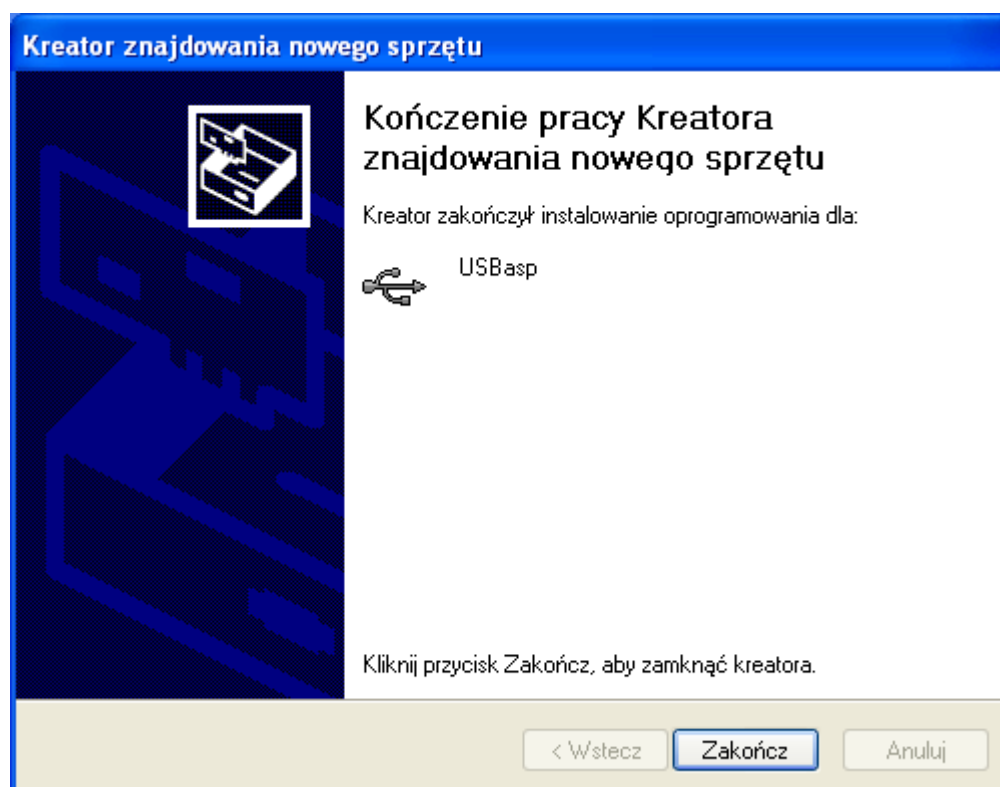 Kreator znajdowania nowego sprzętu
Kończenie pracy Kreatora
znajdowania nowego sprzętu
Kreator zakończył instalowanie oprogramowania dla:
USBasp
Kliknij przycisk Zakończ, aby zamknąć kreatora.
< Wstecz
Zakończ
Anuluj